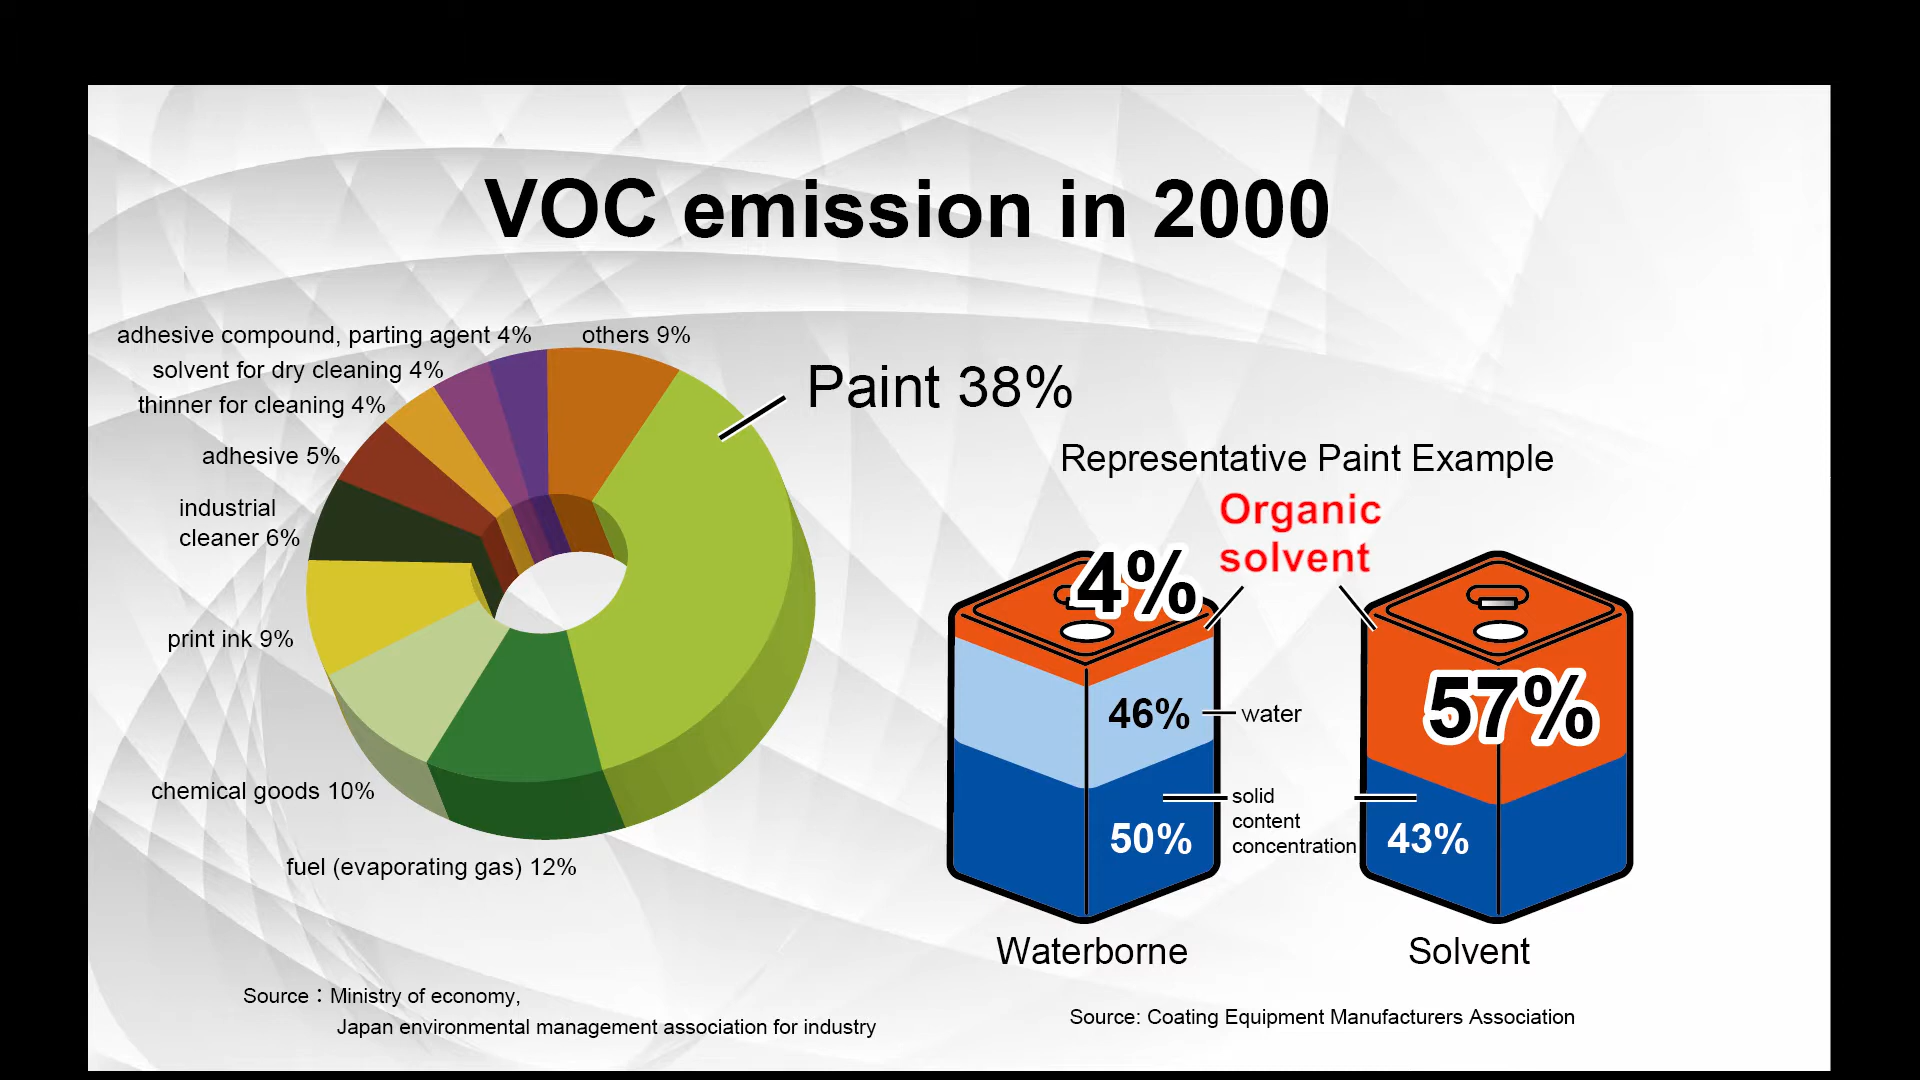 VOC emission in 2000
adhesive compound, parting agent 4%
others 9%
solvent for dry cleaning 4%
thinner for cleaning 4%
adhesive 5%
industrial
cleaner 6%
print ink 9%
chemical goods 10%
fuel (evaporating gas) 12%
Paint 38%
Representative Paint Example
Organic
solvent
4%
57%
46%
water
solid
content
concentration
50%
43%
Waterborne
Solvent
Source：Ministry of economy,
Japan environmental management association for industry
Source: Coating Equipment Manufacturers Association